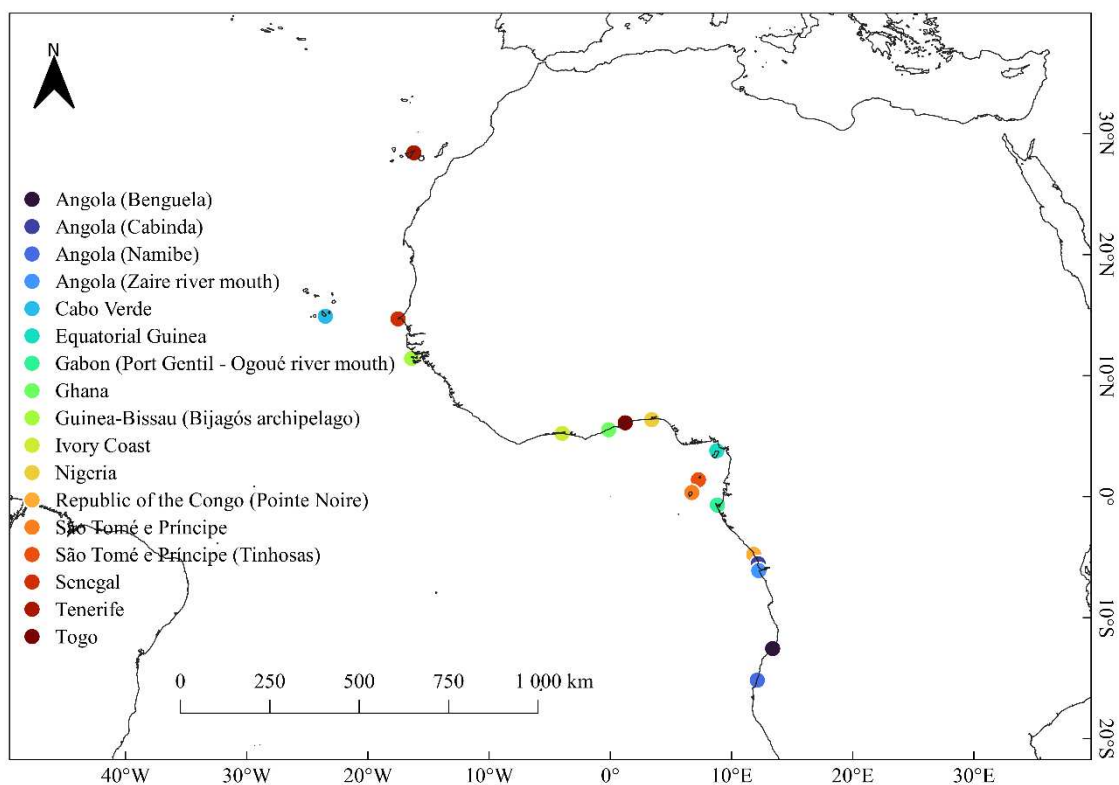 N
Angola (Benguela)
Angola (Cabinda)
Angola (Namibe)
Angola (Zaire river mouth)
Cabo Verde
Equatorial Guinea
Gabon (Port Gentil - Ogoué river mouth)
Ghana
Guinea-Bissau (Bijagós archipelago)
Ivory Coast
Nigeria
Republic of the Congo (Pointe Noire)
São Tomé e Príncipe
São Tomé e Príncipe (Tinhosas)
Senegal
Tenerife
Togo
0 250 500 750 1 000 km
30°N
20°N
10°N
0°
10°S
20°S
40°W 30°W 20°W 10°W 0° 10°E 20°E 30°E